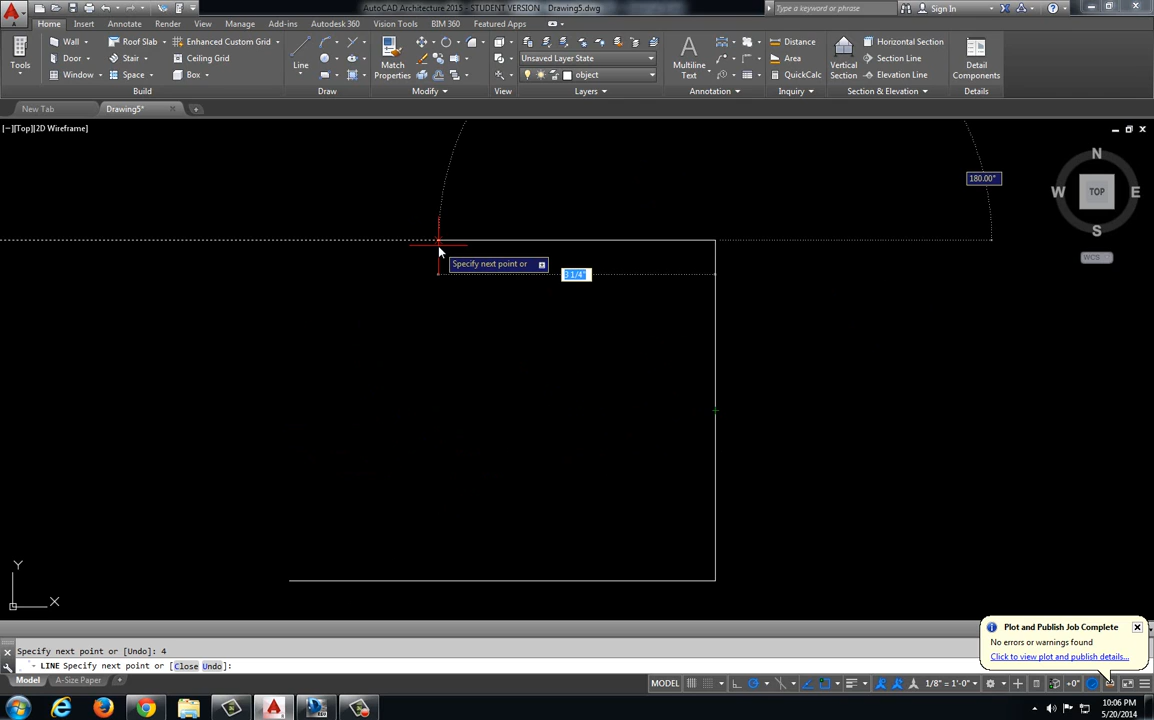 AutoCAD Architecture 2015 - STUDENT VERSION Drawing5.dwg
Type a keyword or phrase
Sign In
Home Insert Annotate Render View Manage Add-ins Autodesk 360 Vision Tools BIM 360 Featured Apps
Tools
Wall
Door
Window
Roof Slab
Stair
Space
Enhanced Custom Grid
Ceiling Grid
Box
Build
Line
Draw
Match
Properties
Modify
View
Unsaved Layer State
object
Layers
Multiline
Text
Annotation
Distance
Area
QuickCalc
Inquiry
Vertical
Section
Horizontal Section
Section Line
Elevation Line
Section & Elevation
Detail
Components
Details
New Tab
Drawing5*
[−][Top][2D Wireframe]
N
W
TOP
E
S
WCS
180.00°
Specify next point or
3 1/4"
Y
X
Plot and Publish Job Complete
No errors or warnings found
Click to view plot and publish details...
Specify next point or [Undo]: 4
LINE Specify next point or [Close Undo]:
Model
A-Size Paper
MODEL
1/8" = 1'-0"
+0"
10:06 PM
5/20/2014